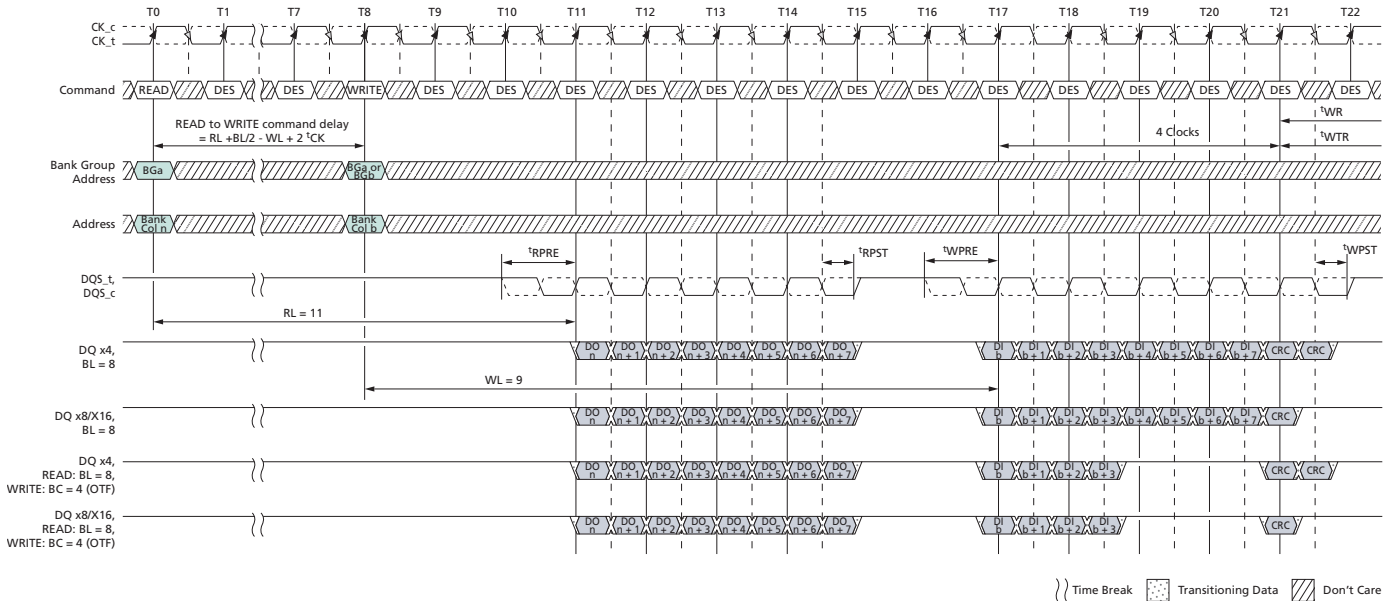 T0 T1 T7 T8 T9 T10 T11 T12 T13 T14 T15 T16 T17 T18 T19 T20 T21 T22
CK_c
CK_t
Command READ DES DES WRITE DES DES DES DES DES DES DES DES DES DES DES DES DES DES
READ to WRITE command delay
= RL +BL/2 - WL + 2 tCK
4 Clocks
tWR
tWTR
Bank Group
Address
BGa
BGa or
BGb
Address
Bank
Col n
Bank
Col b
tRPRE tRPST tWPRE tWPST
DQS_t,
DQS_c
RL = 11
DQ x4,
BL = 8
DO n DO n + 1 DO n + 2 DO n + 3 DO n + 4 DO n + 5 DO n + 6 DO n + 7 DI b DI b + 1 DI b + 2 DI b + 3 DI b + 4 DI b + 5 DI b + 6 DI b + 7 CRC CRC
WL = 9
DQ x8/X16,
BL = 8
DO n DO n + 1 DO n + 2 DO n + 3 DO n + 4 DO n + 5 DO n + 6 DO n + 7 DI b DI b + 1 DI b + 2 DI b + 3 DI b + 4 DI b + 5 DI b + 6 DI b + 7 CRC
DQ x4,
READ: BL = 8,
WRITE: BC = 4 (OTF)
DO n DO n + 1 DO n + 2 DO n + 3 DO n + 4 DO n + 5 DO n + 6 DO n + 7 DI b DI b + 1 DI b + 2 DI b + 3 CRC CRC
DQ x8/X16,
READ: BL = 8,
WRITE: BC = 4 (OTF)
DO n DO n + 1 DO n + 2 DO n + 3 DO n + 4 DO n + 5 DO n + 6 DO n + 7 DI b DI b + 1 DI b + 2 DI b + 3 CRC
Time Break Transitioning Data Don't Care